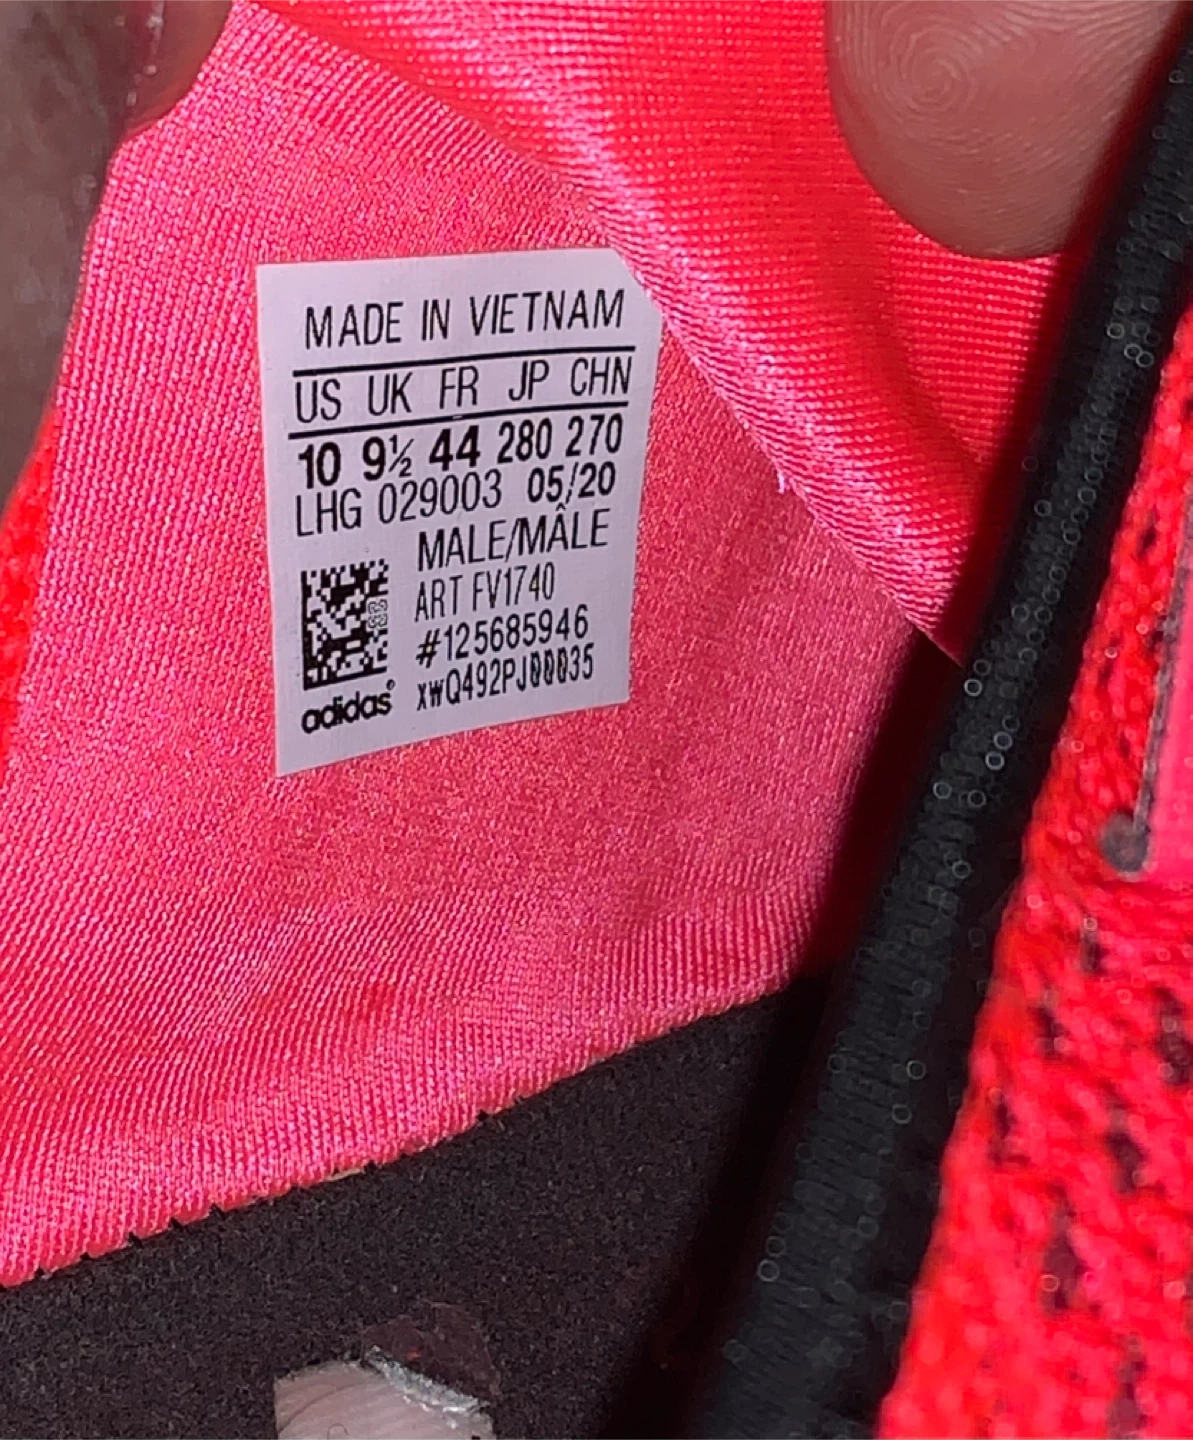 MADE IN VIETNAM
US UK FR JP CHN
10 9½ 44 280 270
LHG 029003 05/20
MALE/MÂLE
ART FV1740
#125685946
XWQ492PJ00035
adidas®